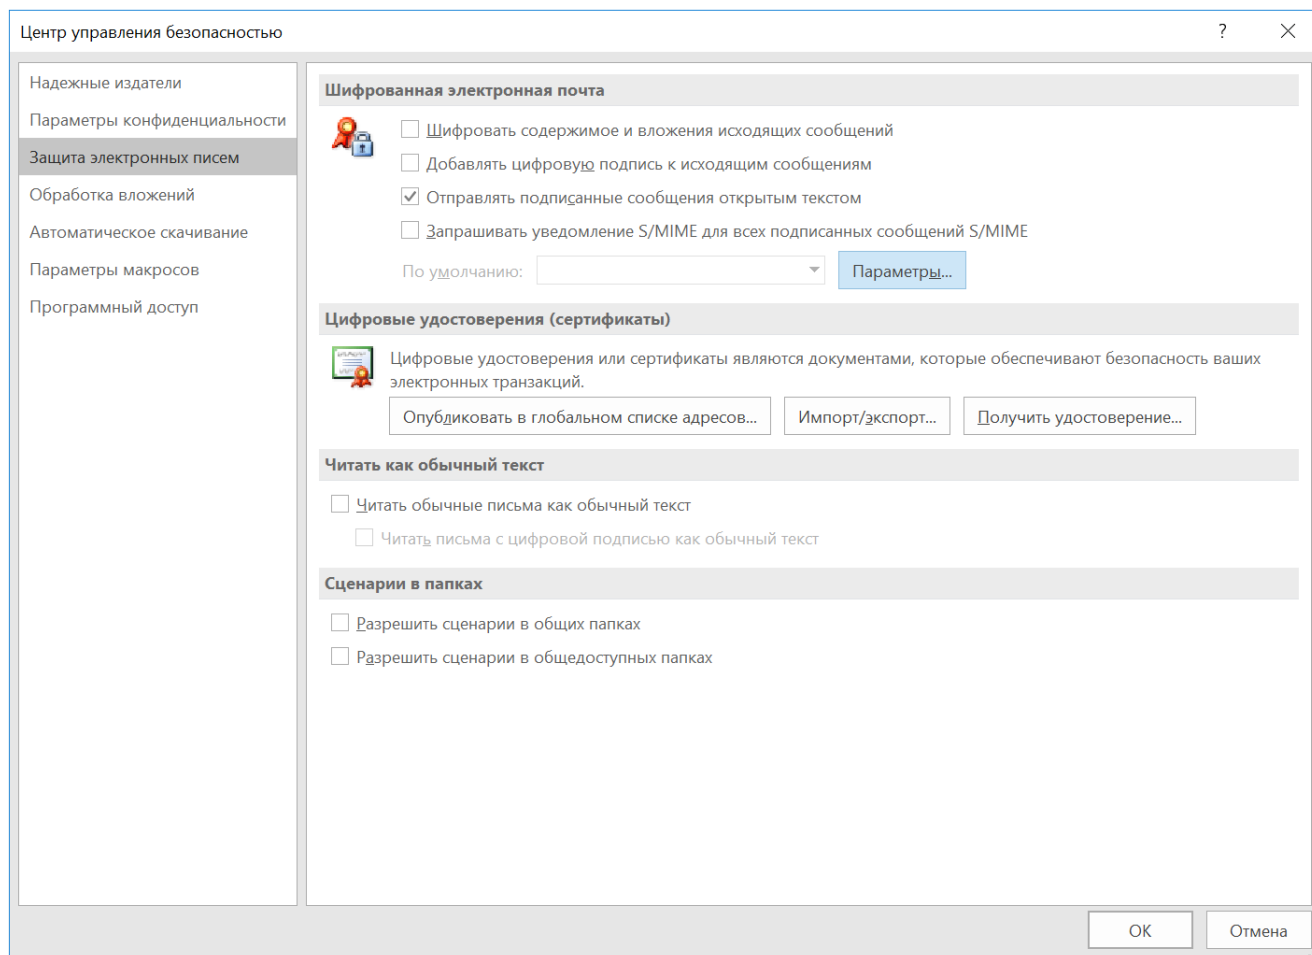 Центр управления безопасностью
?
Надежные издатели
Параметры конфиденциальности
Защита электронных писем
Обработка вложений
Автоматическое скачивание
Параметры макросов
Программный доступ
Шифрованная электронная почта
Шифровать содержимое и вложения исходящих сообщений
Добавлять цифровую подпись к исходящим сообщениям
Отправлять подписанные сообщения открытым текстом
Запрашивать уведомление S/MIME для всех подписанных сообщений S/MIME
По умолчанию:
Параметры...
Цифровые удостоверения (сертификаты)
Цифровые удостоверения или сертификаты являются документами, которые обеспечивают безопасность ваших
электронных транзакций.
Опубликовать в глобальном списке адресов...
Импорт/экспорт...
Получить удостоверение...
Читать как обычный текст
Читать обычные письма как обычный текст
Читать письма с цифровой подписью как обычный текст
Сценарии в папках
Разрешить сценарии в общих папках
Разрешить сценарии в общедоступных папках
ОК
Отмена